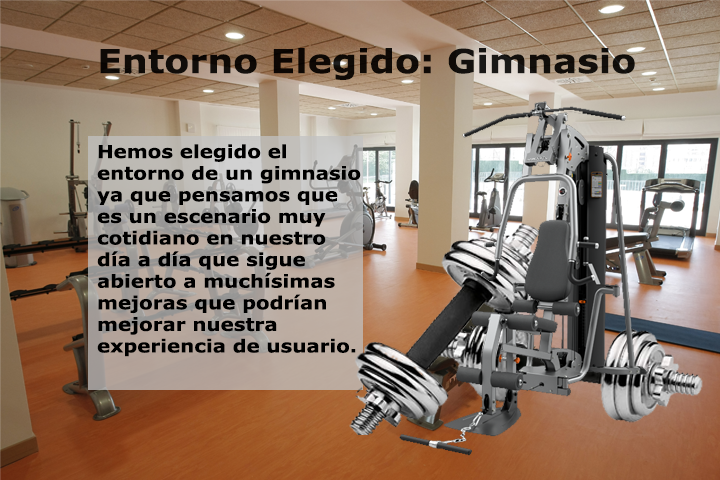 Entorno Elegido: Gimnasio
Hemos elegido el
entorno de un gimnasio
ya que pensamos que
es un escenario muy
cotidiano en nuestro
día a día que sigue
abierto a muchísimas
mejoras que podrían
mejorar nuestra
experiencia de usuario.